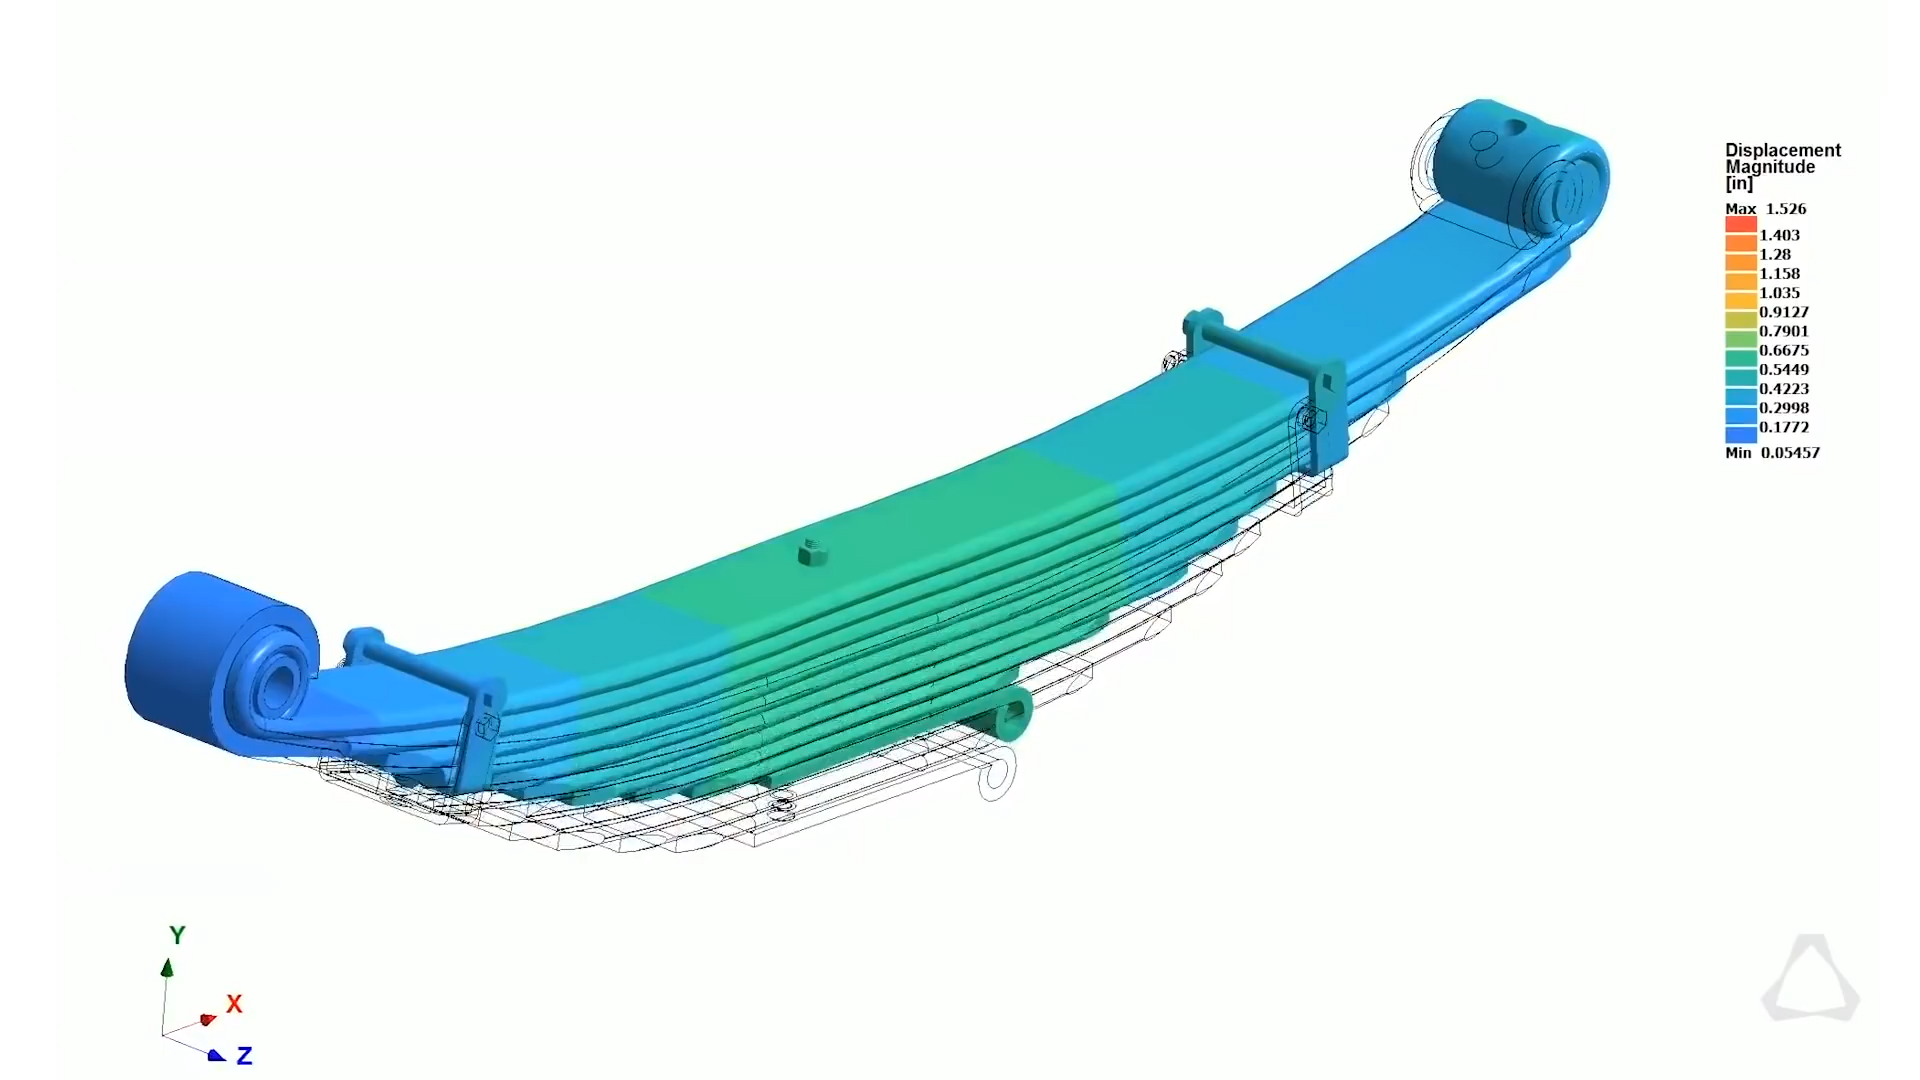 Displacement
Magnitude
[in]
Max 1.526
1.403
1.28
1.158
1.035
0.9127
0.7901
0.6675
0.5449
0.4223
0.2998
0.1772
Min 0.05457
Y
X
Z